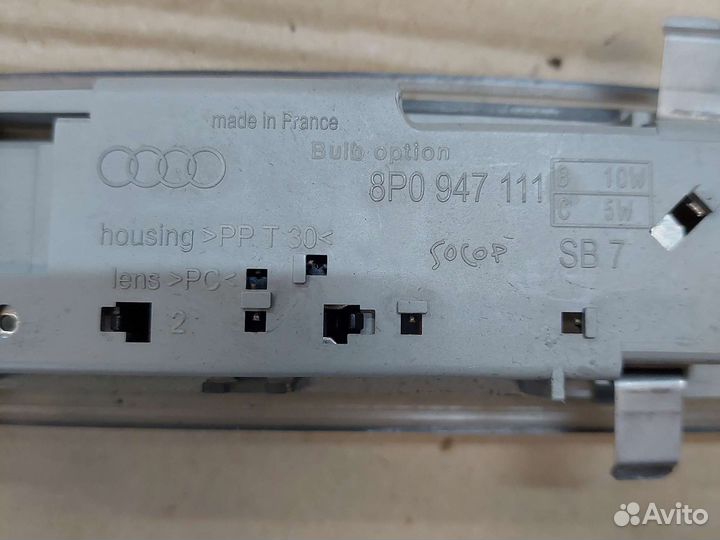 made in France
Bulb option
8P0 947 111
B 10W
C 5W
housing >PP T 30<
SOCOP
SB 7
lens >PC<
2
Avito